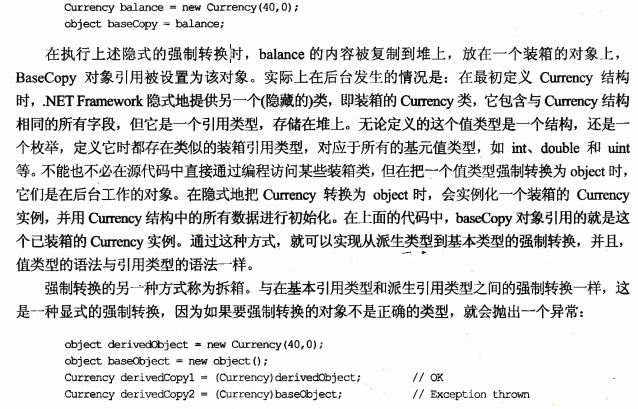 Currency balance = new Currency(40,0);
object baseCopy = balance;
在执行上述隐式的强制转换时，balance 的内容被复制到堆上，放在一个装箱的对象上，
BaseCopy 对象引用被设置为该对象。实际上在后台发生的情况是：在最初定义 Currency 结构
时，.NET Framework 隐式地提供另一个(隐藏的)类，即装箱的 Currency 类，它包含与 Currency 结构
相同的所有字段，但它是一个引用类型，存储在堆上。无论定义的这个值类型是一个结构，还是一
个枚举，定义它时都存在类似的装箱引用类型，对应于所有的基元值类型，如 int、double 和 uint
等。不能也不必在源代码中直接通过编程访问某些装箱类，但在把一个值类型强制转换为 object 时，
它们是在后台工作的对象。在隐式地把 Currency 转换为 object 时，会实例化一个装箱的 Currency
实例，并用 Currency 结构中的所有数据进行初始化。在上面的代码中，baseCopy 对象引用的就是这
个已装箱的 Currency 实例。通过这种方式，就可以实现从派生类型到基本类型的强制转换，并且，
值类型的语法与引用类型的语法一样。
强制转换的另一种方式称为拆箱。与在基本引用类型和派生引用类型之间的强制转换一样，这
是一种显式的强制转换，因为如果要强制转换的对象不是正确的类型，就会抛出一个异常：
object derivedObject = new Currency(40,0);
object baseObject = new object();
Currency derivedCopy1 = (Currency)derivedObject; // OK
Currency derivedCopy2 = (Currency)baseObject; // Exception thrown